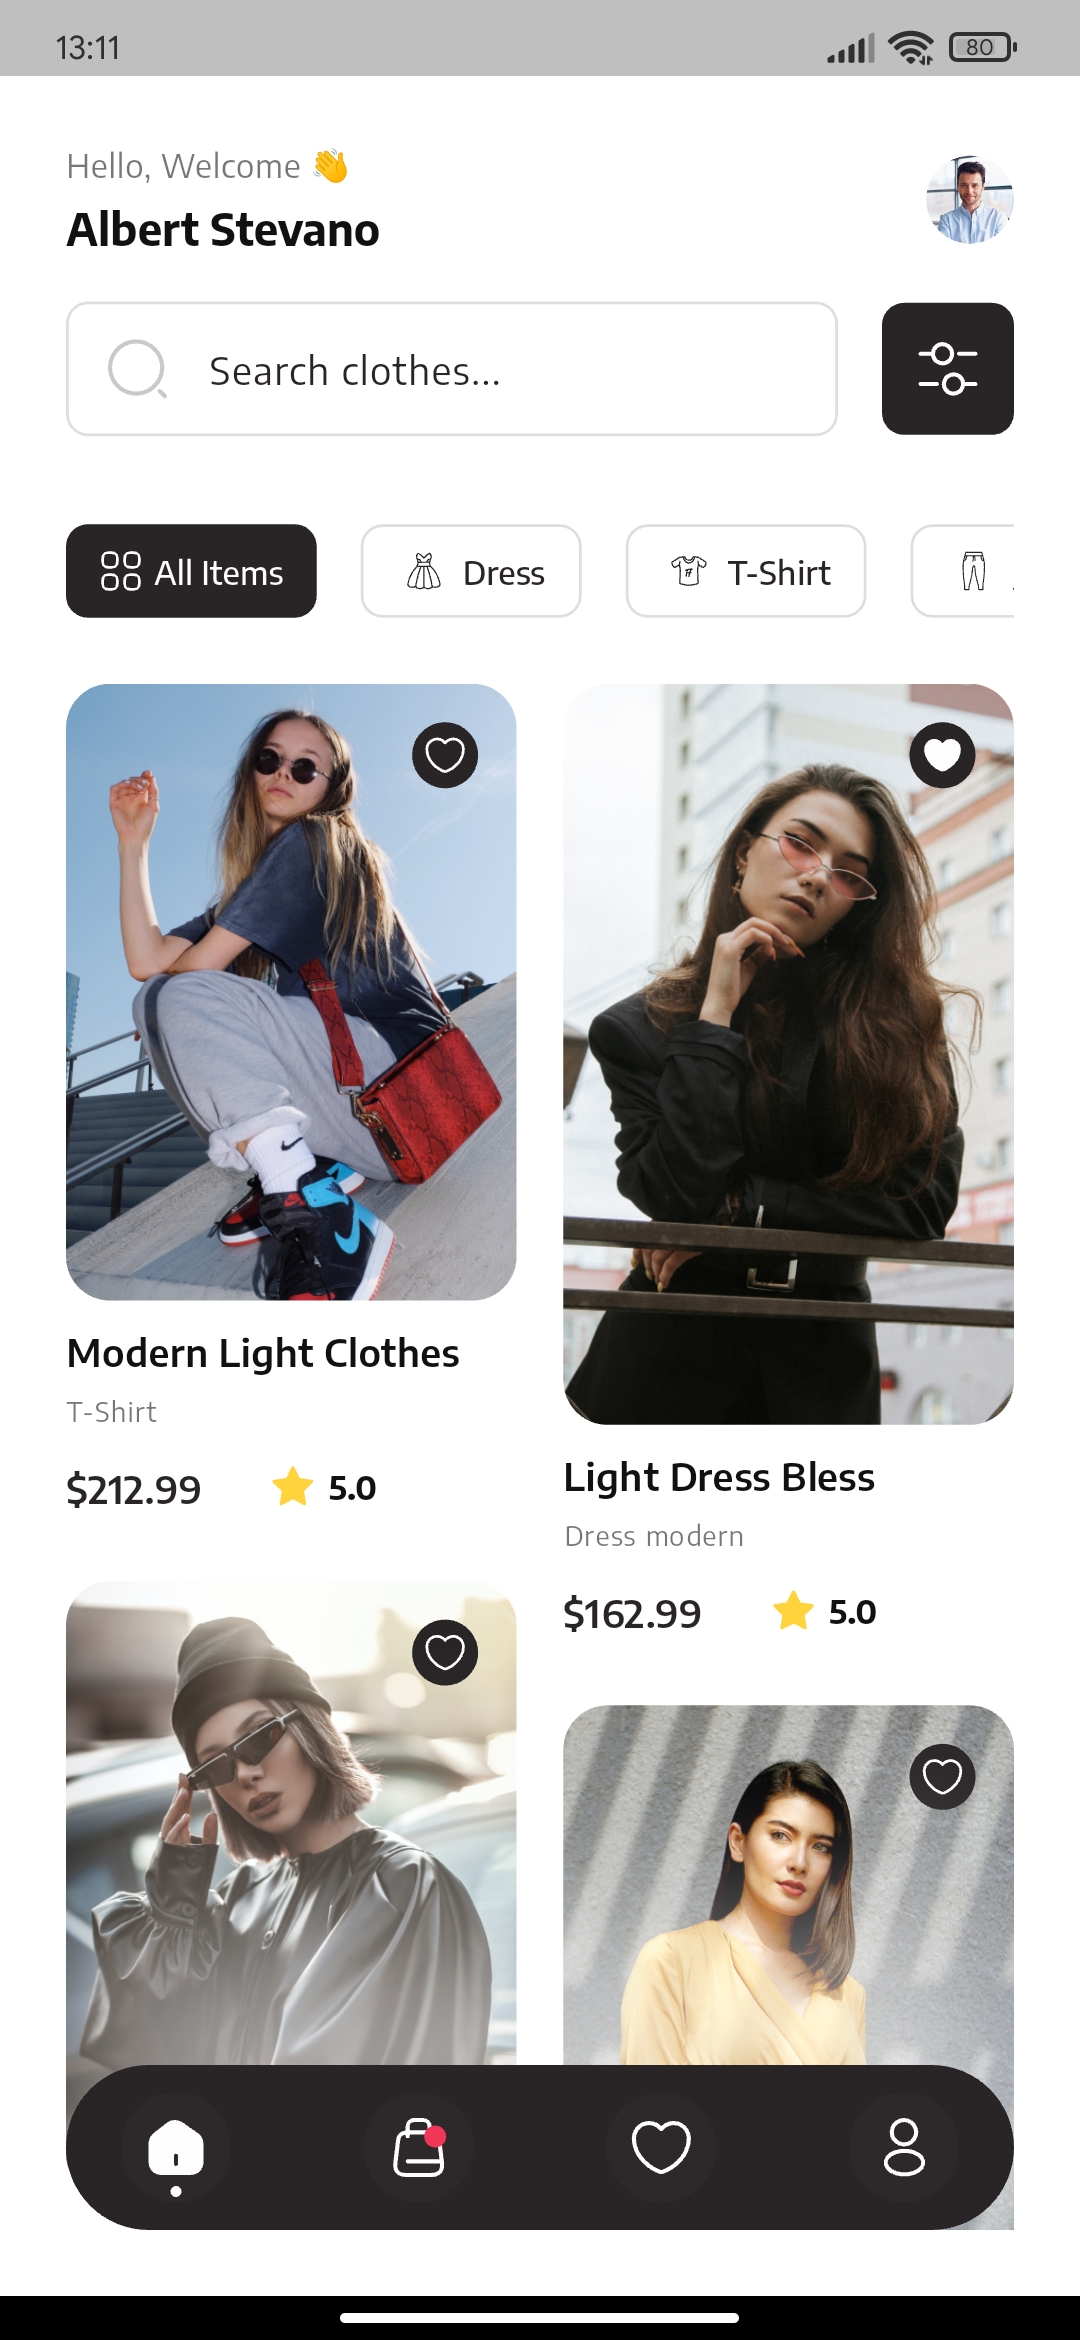 13:11
80
Hello, Welcome 👋
Albert Stevano
Search clothes...
All Items
Dress
T-Shirt
Modern Light Clothes
T-Shirt
$212.99
5.0
Light Dress Bless
Dress modern
$162.99
5.0